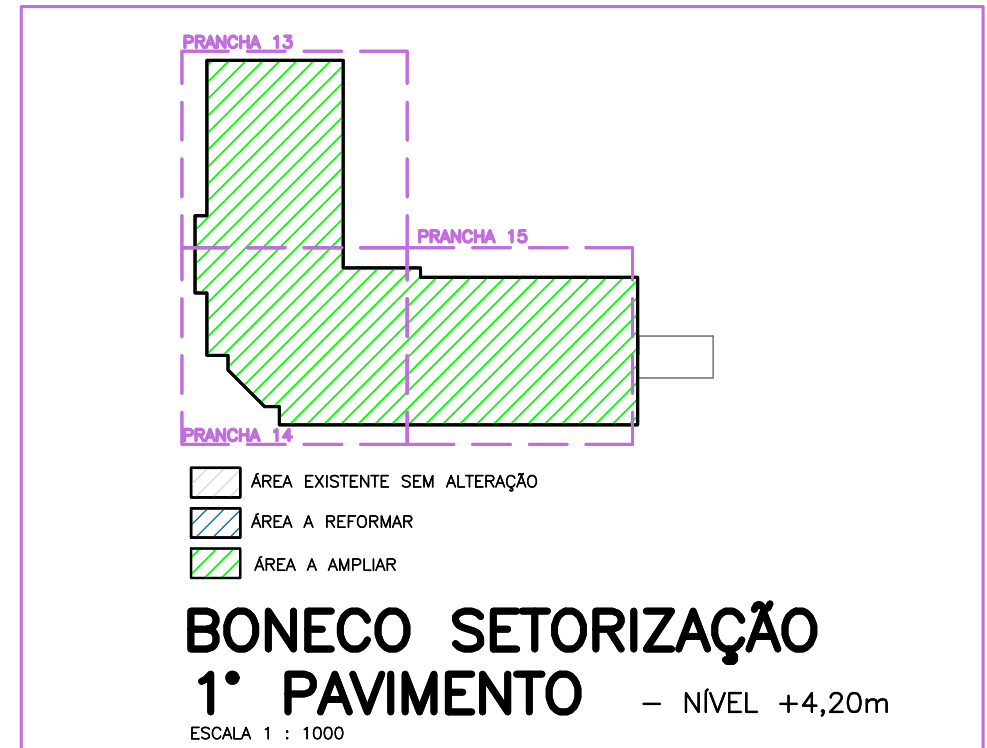 PRANCHA 13
PRANCHA 15
PRANCHA 14
ÁREA EXISTENTE SEM ALTERAÇÃO
ÁREA A REFORMAR
ÁREA A AMPLIAR
BONECO SETORIZAÇÃO
1° PAVIMENTO - NÍVEL +4,20m
ESCALA 1 : 1000